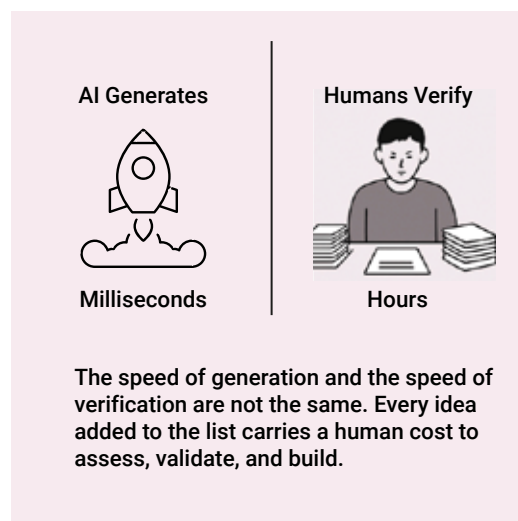 AI Generates
Milliseconds
Humans Verify
Hours
The speed of generation and the speed of
verification are not the same. Every idea
added to the list carries a human cost to
assess, validate, and build.